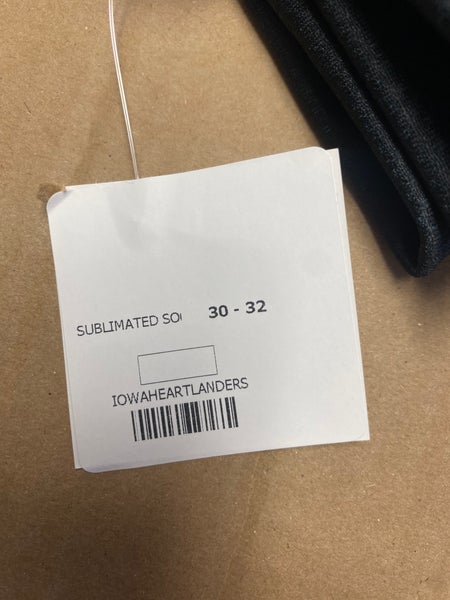 SUBLIMATED SO 30 - 32
IOWAHEARTLANDERS